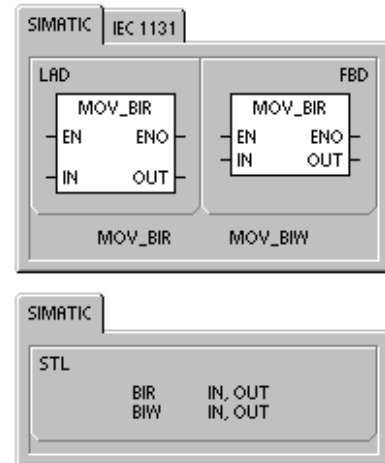 SIMATIC IEC 1131
LAD FBD
MOV_BIR MOV_BIR
EN ENO EN ENO
IN OUT IN OUT
MOV_BIR MOV_BIW
SIMATIC
STL
BIR IN, OUT
BIW IN, OUT